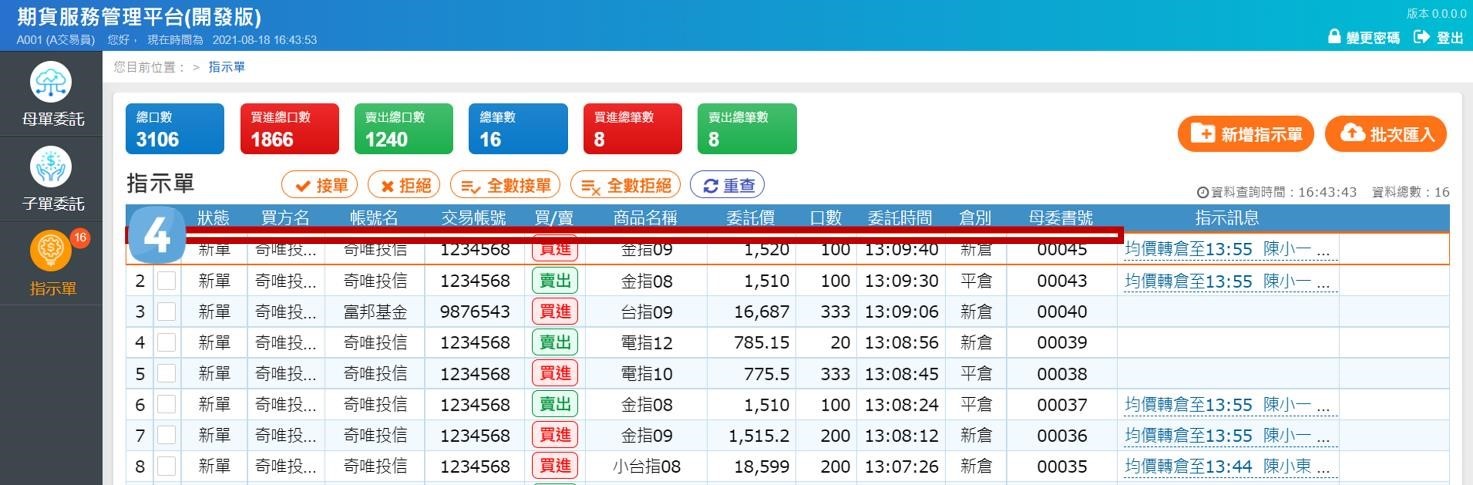 期貨服務管理平台(開發版)
版本 0.0.0.0
A001 (A交易員) 您好， 現在時間為 2021-08-18 16:43:53
變更密碼 登出
您目前位置： > 指示單
母單委託
子單委託
16
指示單
總口數 買進總口數 賣出總口數 總筆數 買進總筆數 賣出總筆數
3106 1866 1240 16 8 8
新增指示單 批次匯入
指示單 接單 拒絕 全數接單 全數拒絕 重查
資料查詢時間：16:43:43 資料總數：16
狀態 買方名 帳號名 交易帳號 買/賣 商品名稱 委託價 口數 委託時間 倉別 母委書號 指示訊息
4
新單 奇唯投... 奇唯投信 1234568 買進 金指09 1,520 100 13:09:40 新倉 00045 均價轉倉至13:55 陳小一 ...
2 新單 奇唯投... 奇唯投信 1234568 賣出 金指08 1,510 100 13:09:30 平倉 00043 均價轉倉至13:55 陳小一 ...
3 新單 奇唯投... 富邦基金 9876543 買進 台指09 16,687 333 13:09:06 新倉 00040
4 新單 奇唯投... 奇唯投信 1234568 賣出 電指12 785.15 20 13:08:56 新倉 00039
5 新單 奇唯投... 奇唯投信 1234568 買進 電指10 775.5 333 13:08:45 平倉 00038
6 新單 奇唯投... 奇唯投信 1234568 賣出 金指08 1,510 100 13:08:24 平倉 00037 均價轉倉至13:55 陳小一 ...
7 新單 奇唯投... 奇唯投信 1234568 買進 金指09 1,515.2 200 13:08:12 新倉 00036 均價轉倉至13:55 陳小一 ...
8 新單 奇唯投... 奇唯投信 1234568 買進 小台指08 18,599 200 13:07:26 新倉 00035 均價轉倉至13:44 陳小東 ...